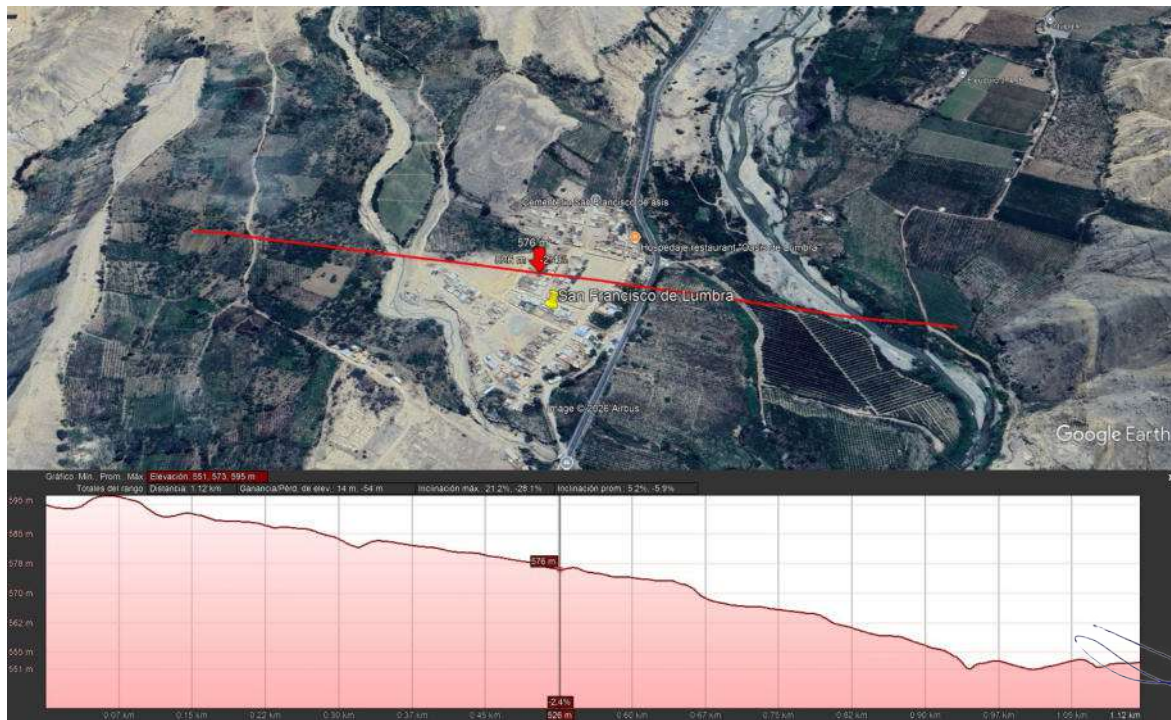 Cementerio San Francisco de asis
576 m
Hospedaje restaurant "Oasis de Lumbra"
San Francisco de Lumbra
Image © 2026 Airbus
Google Earth
Gráfico: Mín., Prom., Máx. Elevación: 551, 573, 595 m
Totales del rango: Distancia: 1.12 km Ganancia/Pérd. de elev.: 14 m, -54 m Inclinación máx.: 21.2%, -28.1% Inclinación prom.: 5.2%, -5.9%
595 m
585 m
578 m
570 m
562 m
555 m
551 m
576 m
-2.4%
0.07 km 0.15 km 0.22 km 0.30 km 0.37 km 0.45 km 526 m 0.60 km 0.67 km 0.75 km 0.82 km 0.90 km 0.97 km 1.05 km 1.12 km